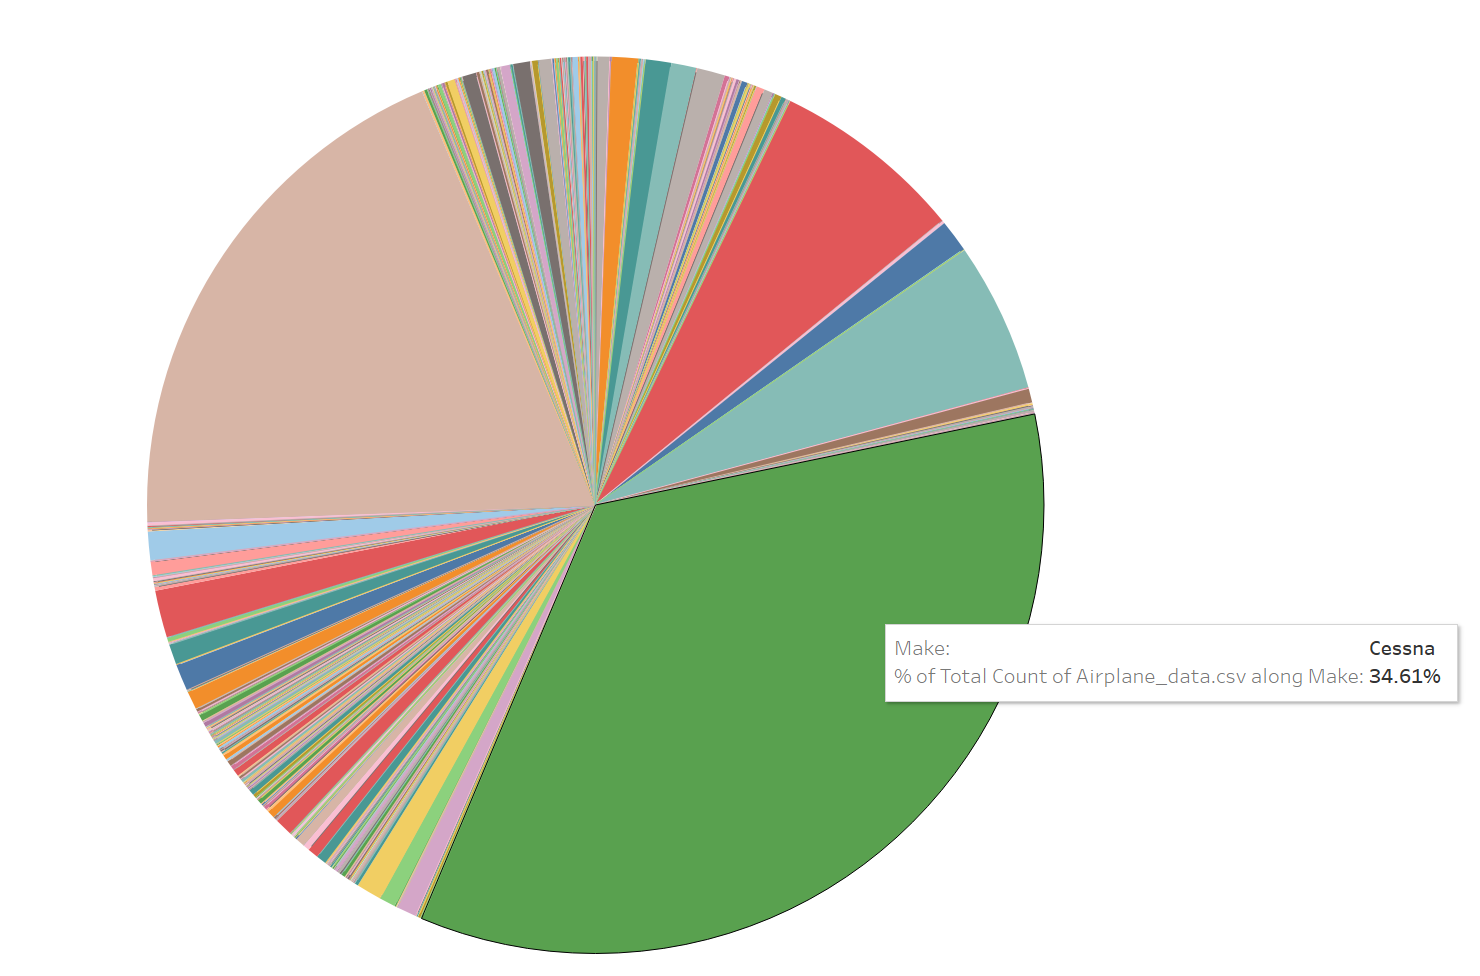 Make: Cessna
% of Total Count of Airplane_data.csv along Make: 34.61%